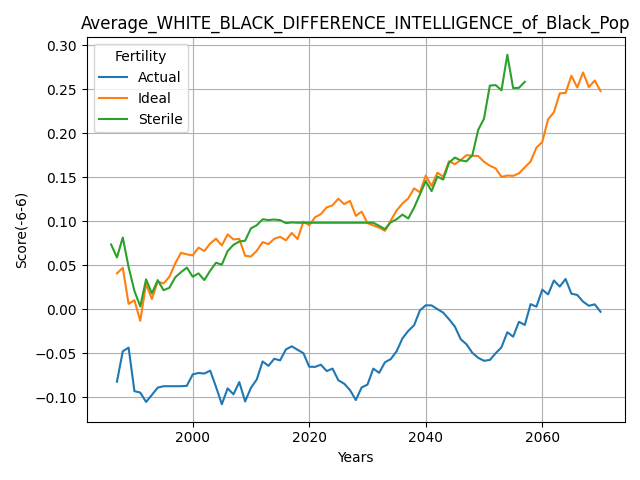 Average_WHITE_BLACK_DIFFERENCE_INTELLIGENCE_of_Black_Pop
Fertility
Actual
Ideal
Sterile
0.30
0.25
0.20
0.15
0.10
0.05
0.00
−0.05
−0.10
Score(-6-6)
2000
2020
2040
2060
Years